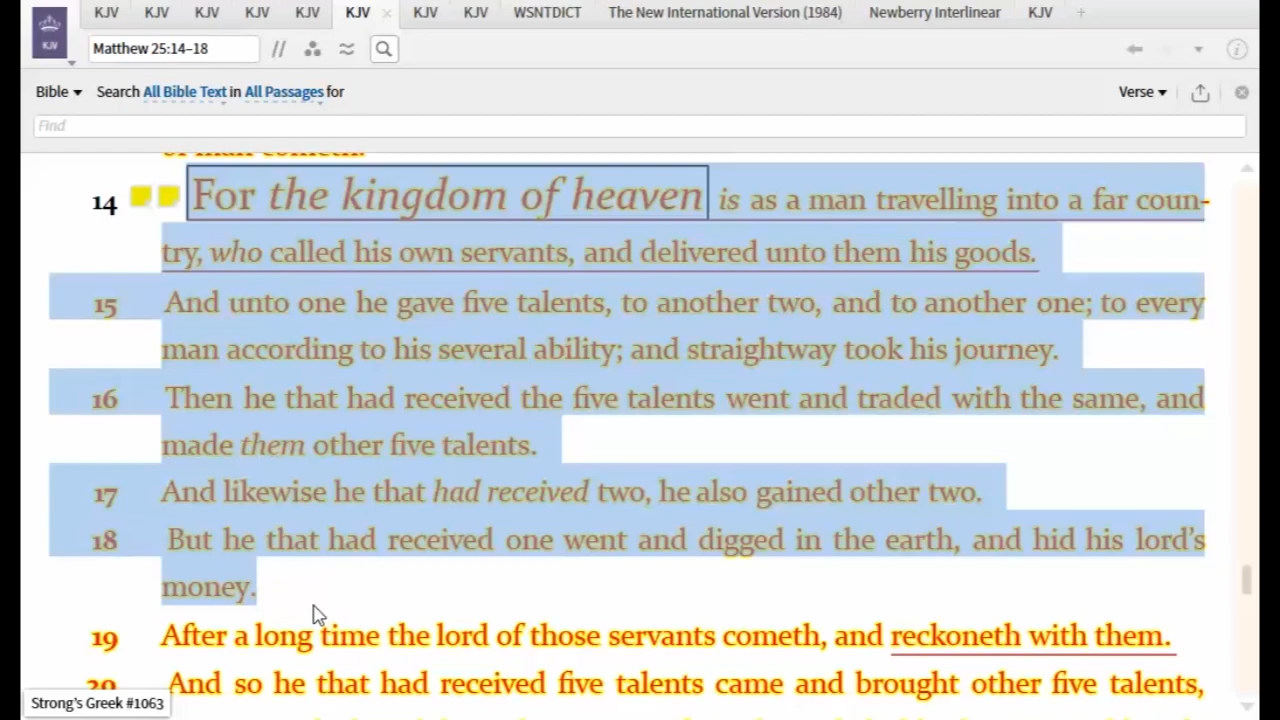 KJV KJV KJV KJV KJV KJV KJV KJV WSNTDICT The New International Version (1984) Newberry Interlinear KJV
KJV
Matthew 25:14–18
Bible Search All Bible Text in All Passages for Verse
Find
of man cometh.
14 For the kingdom of heaven is as a man travelling into a far coun-
try, who called his own servants, and delivered unto them his goods.
15 And unto one he gave five talents, to another two, and to another one; to every
man according to his several ability; and straightway took his journey.
16 Then he that had received the five talents went and traded with the same, and
made them other five talents.
17 And likewise he that had received two, he also gained other two.
18 But he that had received one went and digged in the earth, and hid his lord's
money.
19 After a long time the lord of those servants cometh, and reckoneth with them.
20 And so he that had received five talents came and brought other five talents,
Strong's Greek #1063